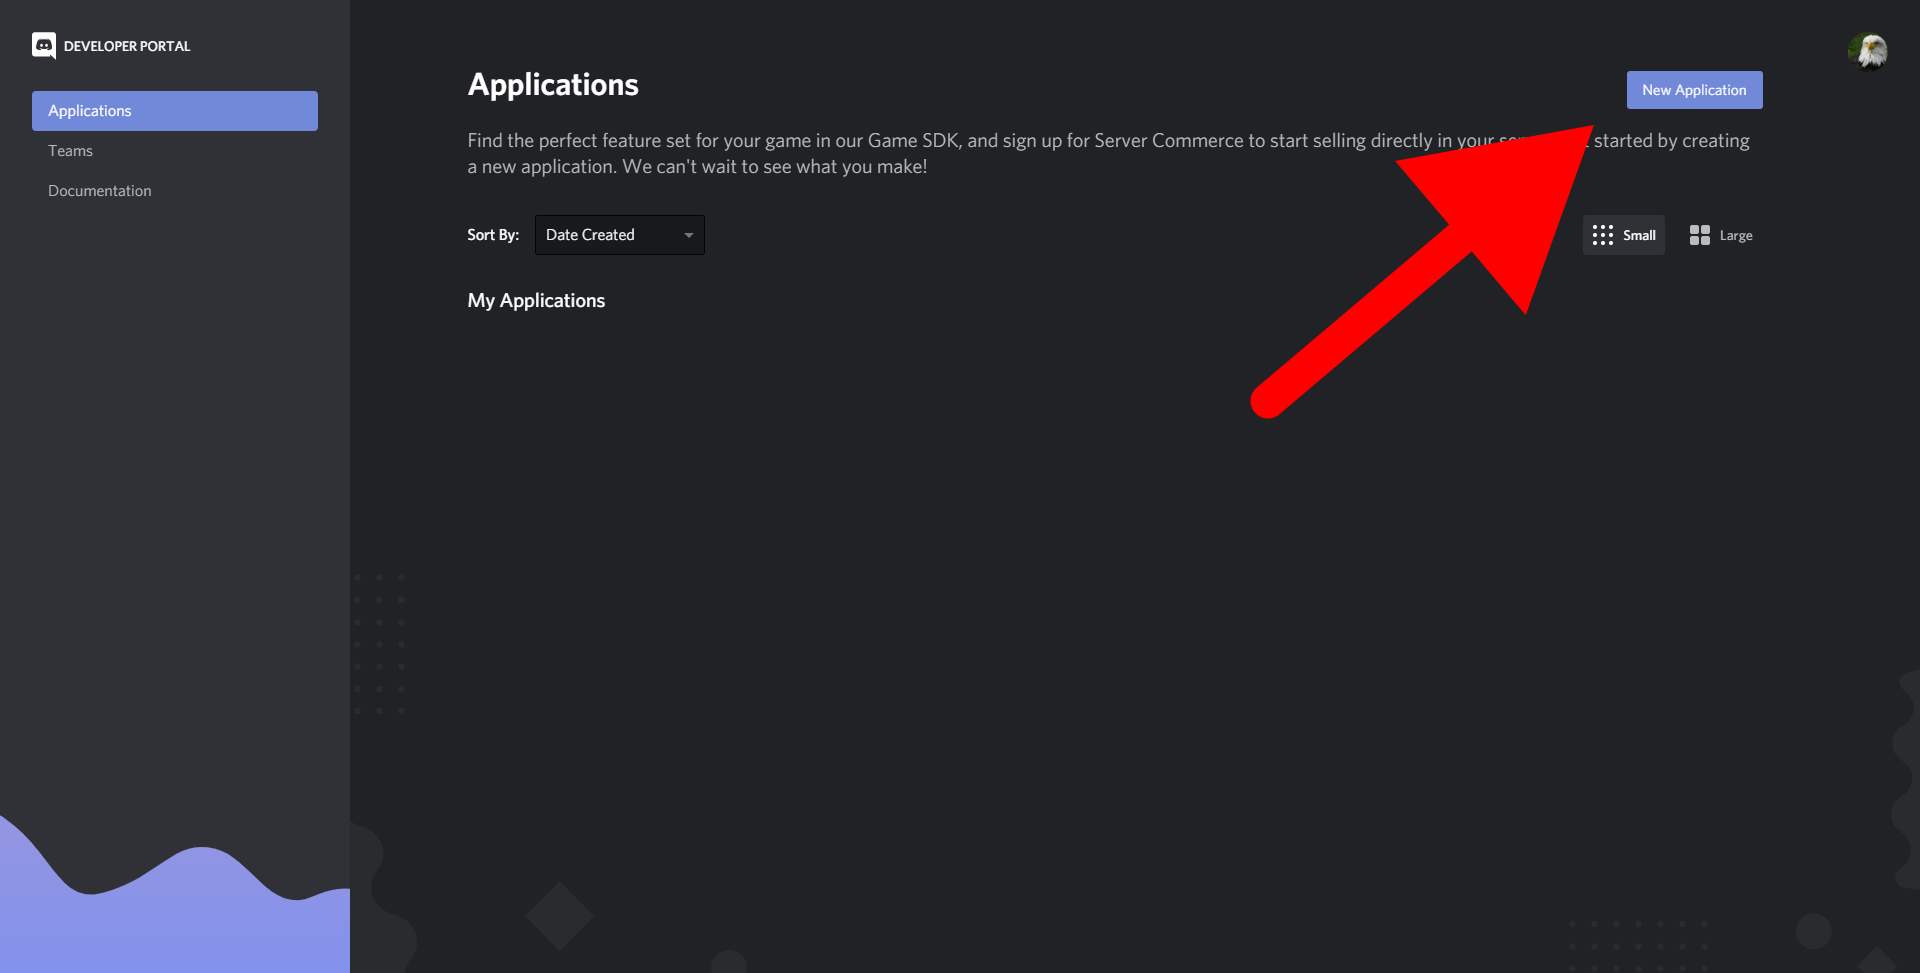 DEVELOPER PORTAL
Applications
Teams
Documentation
Applications
New Application
Find the perfect feature set for your game in our Game SDK, and sign up for Server Commerce to start selling directly in your started by creating
a new application. We can't wait to see what you make!
Sort By:
Date Created
Small
Large
My Applications